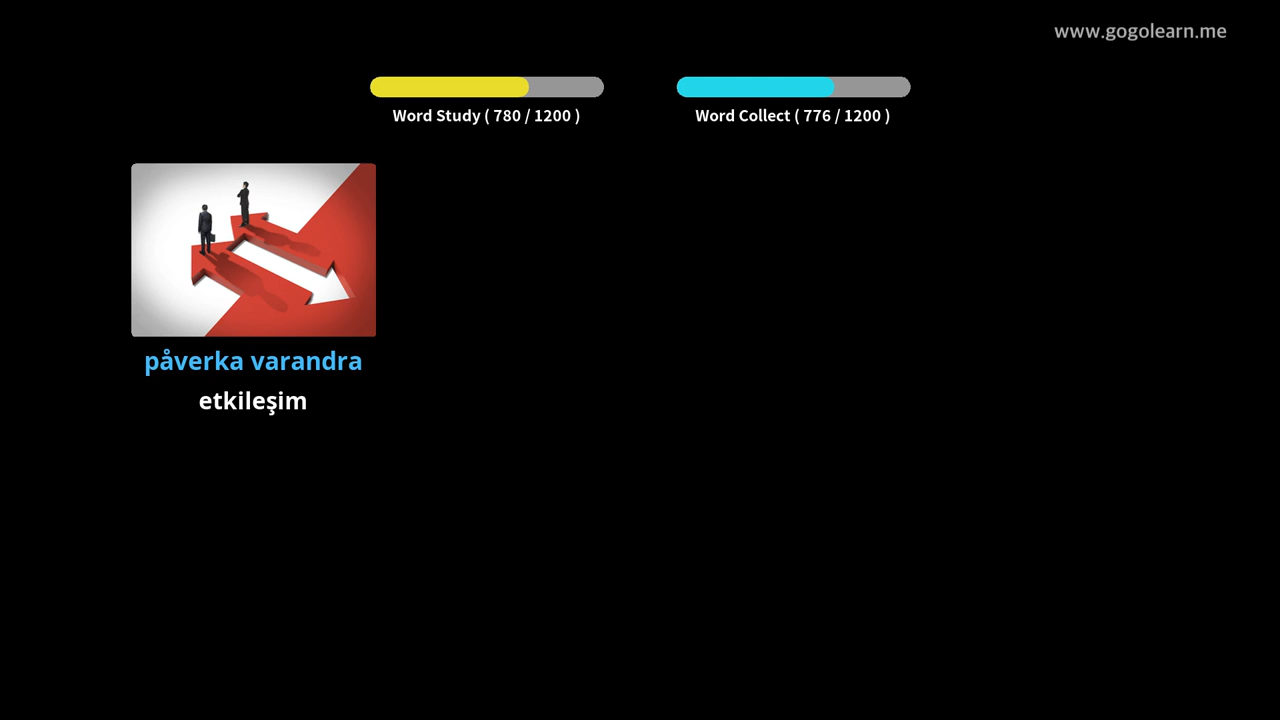 www.gogolearn.me
Word Study ( 780 / 1200 )
Word Collect ( 776 / 1200 )
påverka varandra
etkileşim